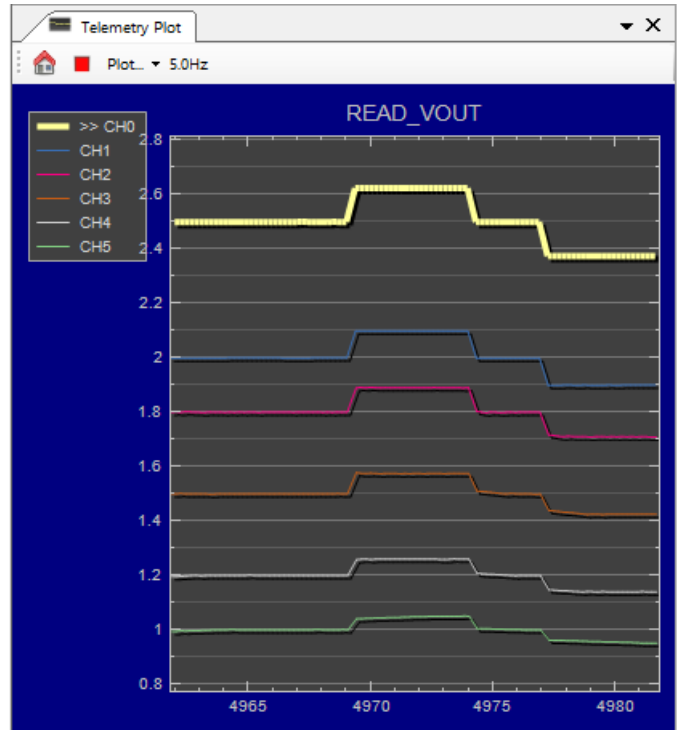 Telemetry Plot
Plot... 5.0Hz
READ_VOUT
>> CH0
CH1
CH2
CH3
CH4
CH5
2.8
2.6
2.4
2.2
2
1.8
1.6
1.4
1.2
1
0.8
4965 4970 4975 4980